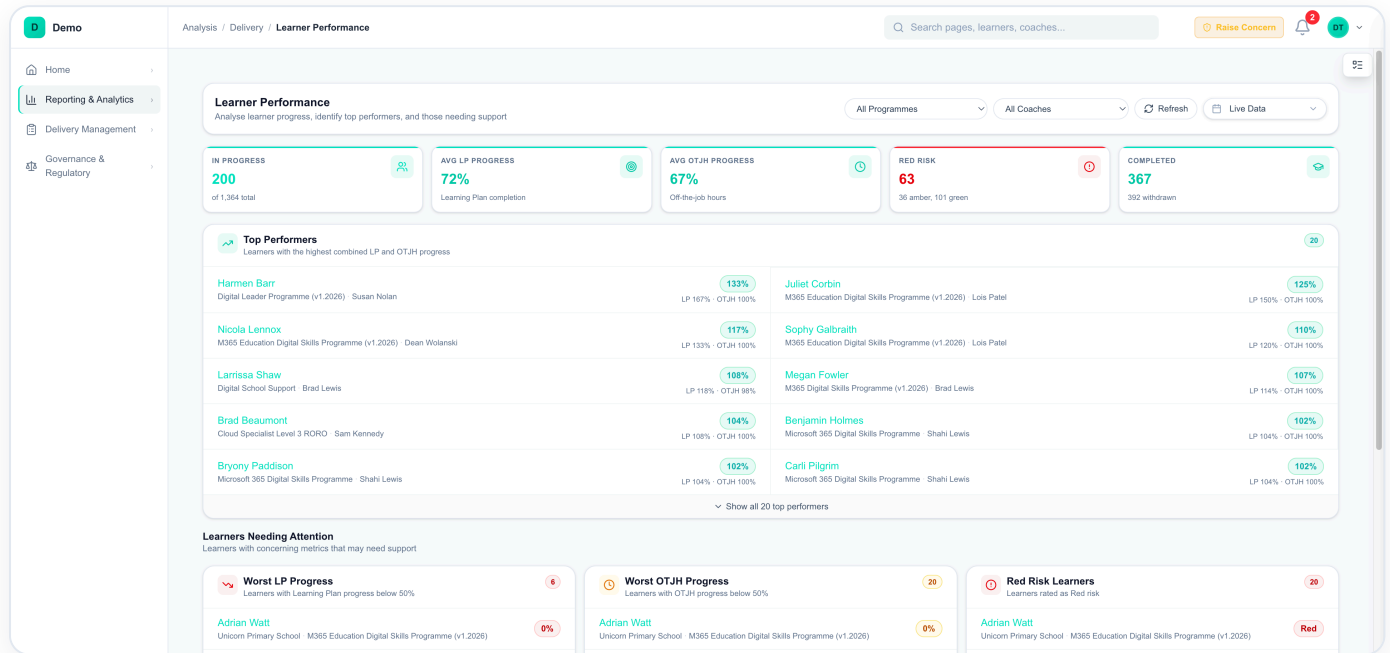 D Demo
Analysis / Delivery / Learner Performance
Search pages, learners, coaches...
Raise Concern
2
DT
Home
Reporting & Analytics
Delivery Management
Governance &
Regulatory
Learner Performance
Analyse learner progress, identify top performers, and those needing support
All Programmes
All Coaches
Refresh
Live Data
IN PROGRESS
200
of 1,364 total
AVG LP PROGRESS
72%
Learning Plan completion
AVG OTJH PROGRESS
67%
Off-the-job hours
RED RISK
63
36 amber, 101 green
COMPLETED
367
392 withdrawn
Top Performers
Learners with the highest combined LP and OTJH progress
20
Harmen Barr
133%
Digital Leader Programme (v1.2026) · Susan Nolan
LP 167% · OTJH 100%
Juliet Corbin
125%
M365 Education Digital Skills Programme (v1.2026) · Lois Patel
LP 150% · OTJH 100%
Nicola Lennox
117%
M365 Education Digital Skills Programme (v1.2026) · Dean Wolanski
LP 133% · OTJH 100%
Sophy Galbraith
110%
M365 Education Digital Skills Programme (v1.2026) · Lois Patel
LP 120% · OTJH 100%
Larrissa Shaw
108%
Digital School Support · Brad Lewis
LP 118% · OTJH 98%
Megan Fowler
107%
M365 Digital Skills Programme (v1.2026) · Brad Lewis
LP 114% · OTJH 100%
Brad Beaumont
104%
Cloud Specialist Level 3 RORO · Sam Kennedy
LP 108% · OTJH 100%
Benjamin Holmes
102%
Microsoft 365 Digital Skills Programme · Shahi Lewis
LP 104% · OTJH 100%
Bryony Paddison
102%
Microsoft 365 Digital Skills Programme · Shahi Lewis
LP 104% · OTJH 100%
Carli Pilgrim
102%
Microsoft 365 Digital Skills Programme · Shahi Lewis
LP 104% · OTJH 100%
Show all 20 top performers
Learners Needing Attention
Learners with concerning metrics that may need support
Worst LP Progress
6
Learners with Learning Plan progress below 50%
Adrian Watt
0%
Unicorn Primary School · M365 Education Digital Skills Programme (v1.2026)
Worst OTJH Progress
20
Learners with OTJH progress below 50%
Adrian Watt
0%
Unicorn Primary School · M365 Education Digital Skills Programme (v1.2026)
Red Risk Learners
20
Learners rated as Red risk
Adrian Watt
Red
Unicorn Primary School · M365 Education Digital Skills Programme (v1.2026)